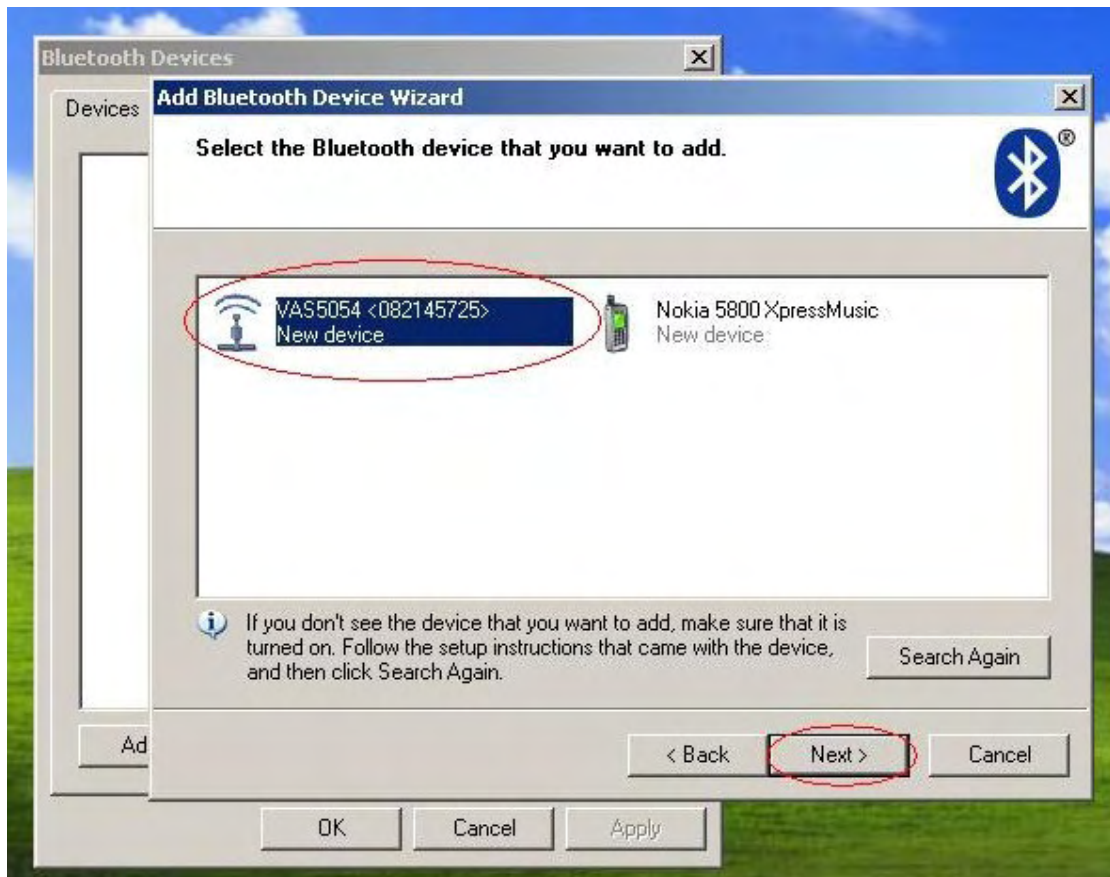 Bluetooth Devices
Devices
Add Bluetooth Device Wizard
Select the Bluetooth device that you want to add.
®
VAS5054 <082145725>
New device
Nokia 5800 XpressMusic
New device
If you don't see the device that you want to add, make sure that it is
turned on. Follow the setup instructions that came with the device,
and then click Search Again.
Search Again
Ad
< Back
Next >
Cancel
OK
Cancel
Apply